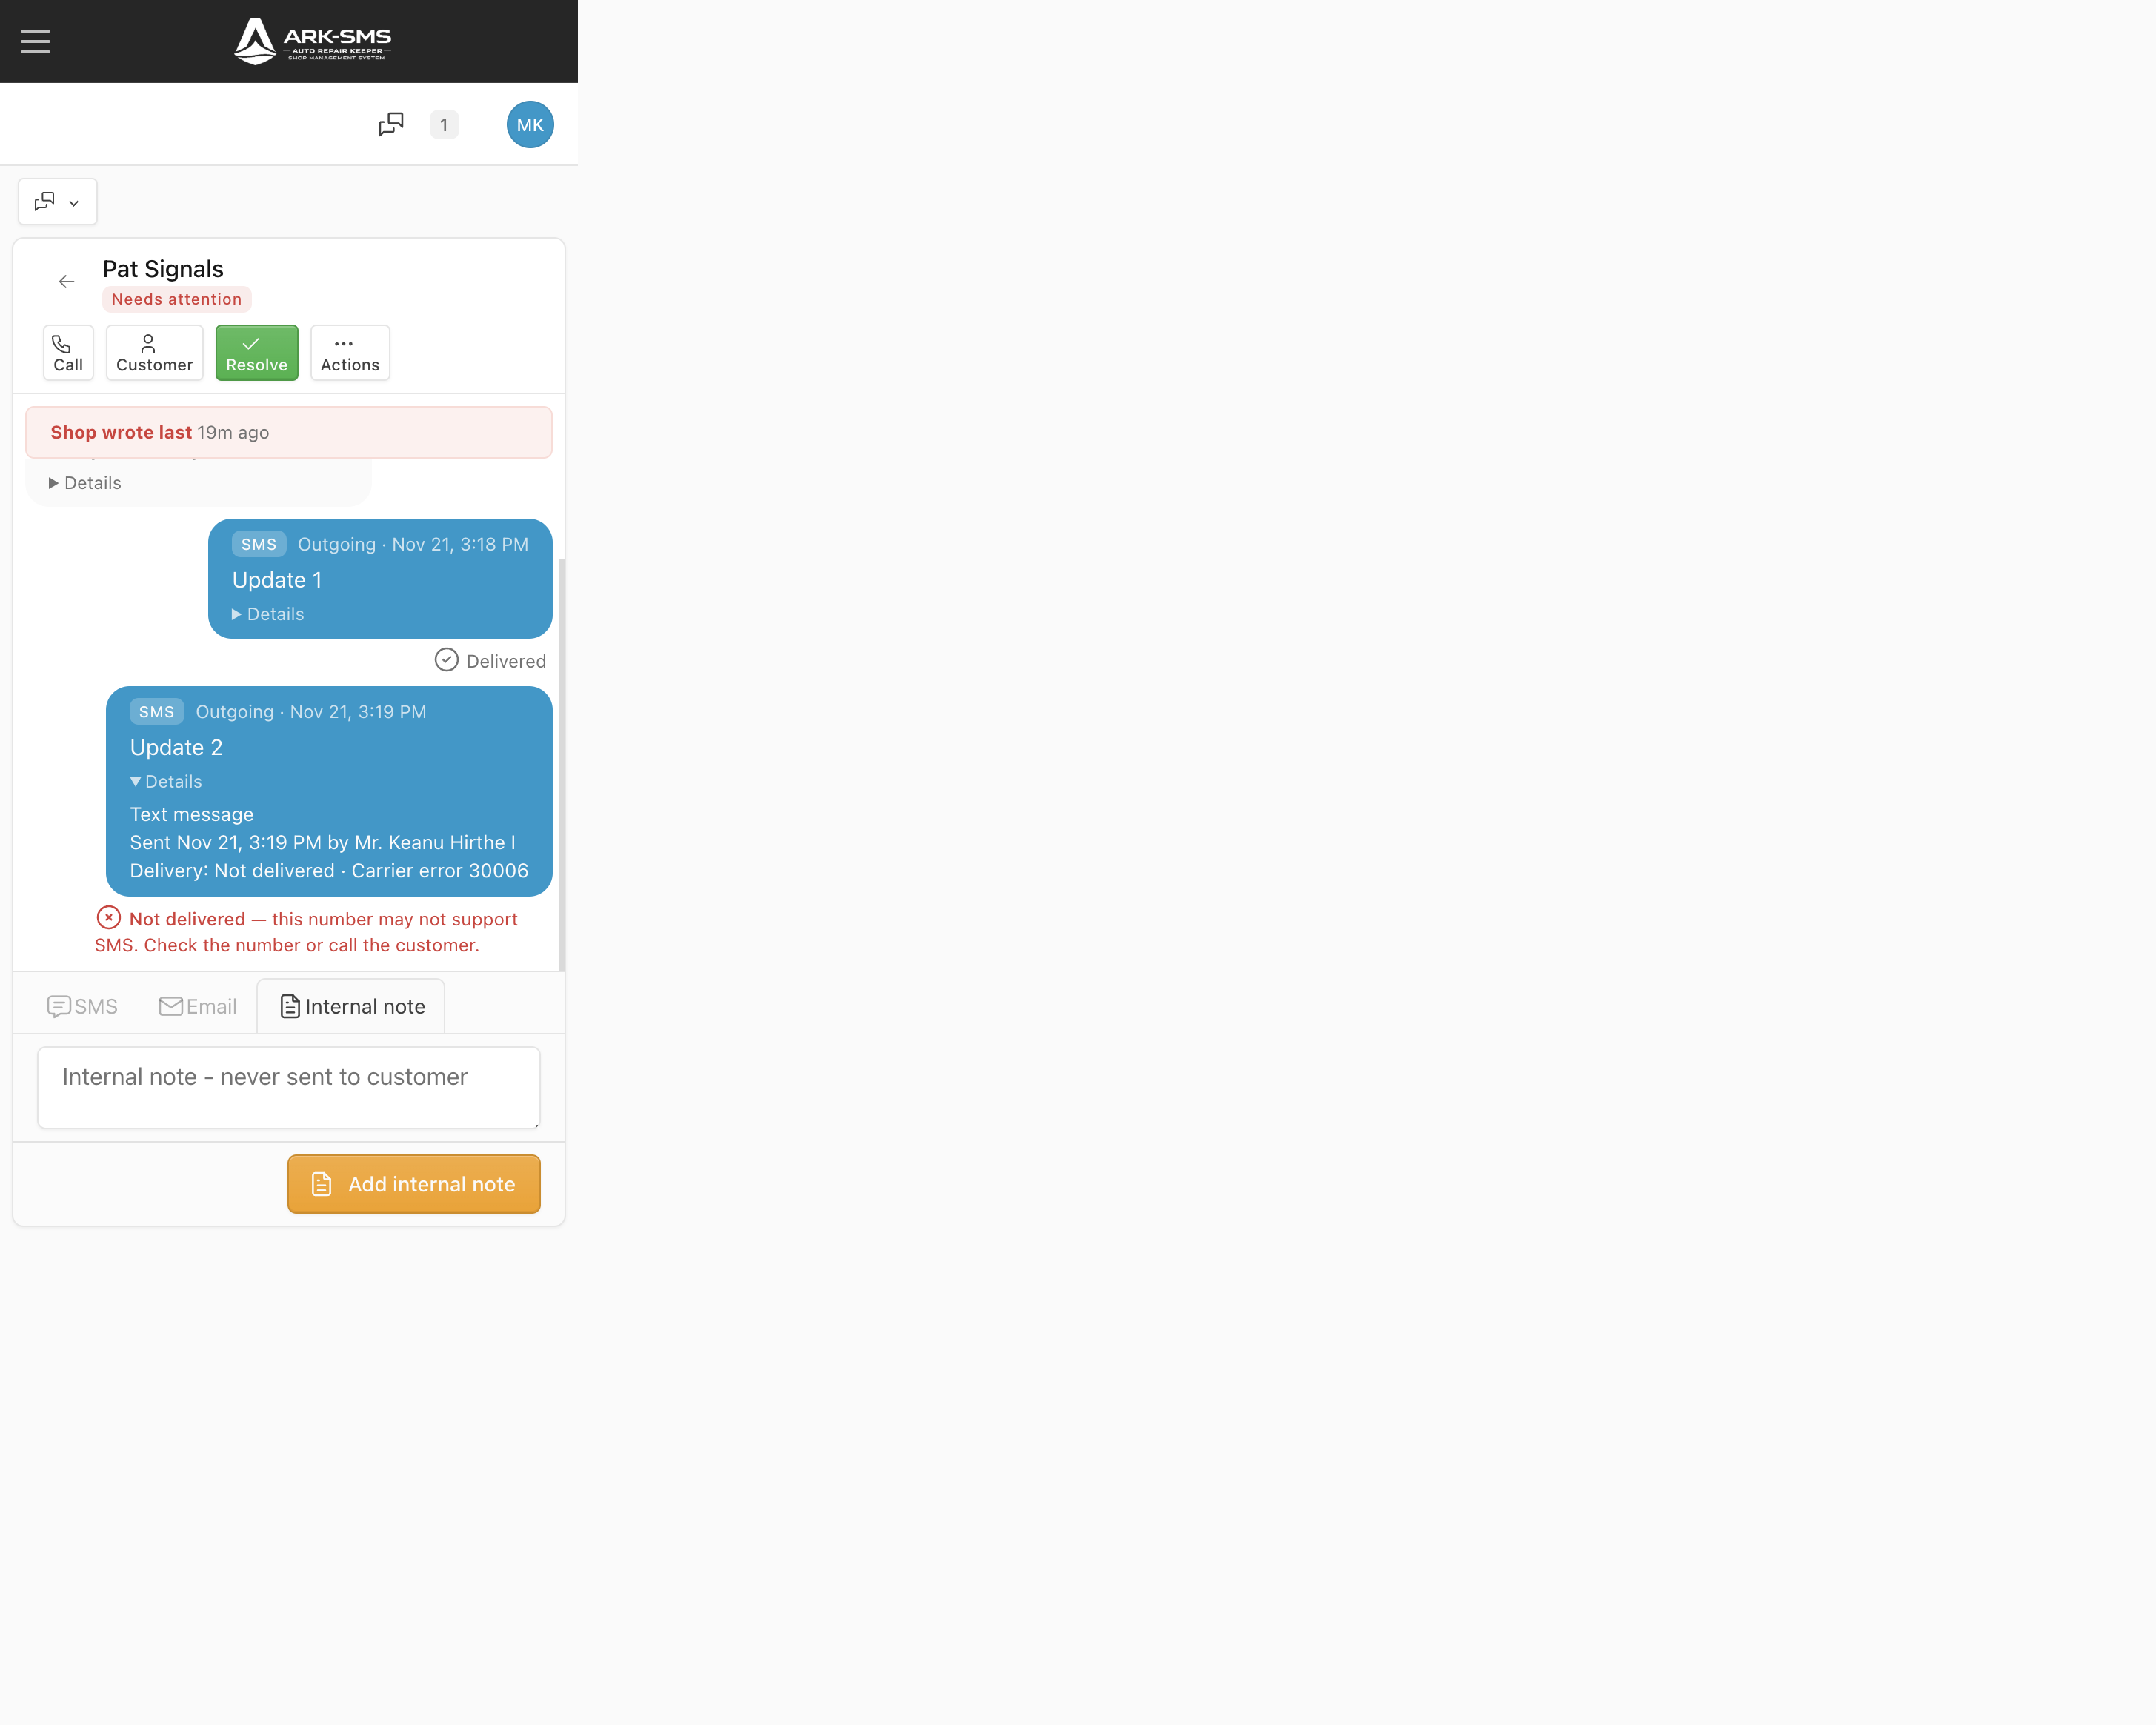 ARK-SMS
AUTO REPAIR KEEPER
SHOP MANAGEMENT SYSTEM
1
MK
Pat Signals
Needs attention
Call
Customer
Resolve
Actions
Shop wrote last 19m ago
Details
SMS Outgoing · Nov 21, 3:18 PM
Update 1
Details
Delivered
SMS Outgoing · Nov 21, 3:19 PM
Update 2
Details
Text message
Sent Nov 21, 3:19 PM by Mr. Keanu Hirthe I
Delivery: Not delivered · Carrier error 30006
Not delivered — this number may not support
SMS. Check the number or call the customer.
SMS
Email
Internal note
Internal note - never sent to customer
Add internal note